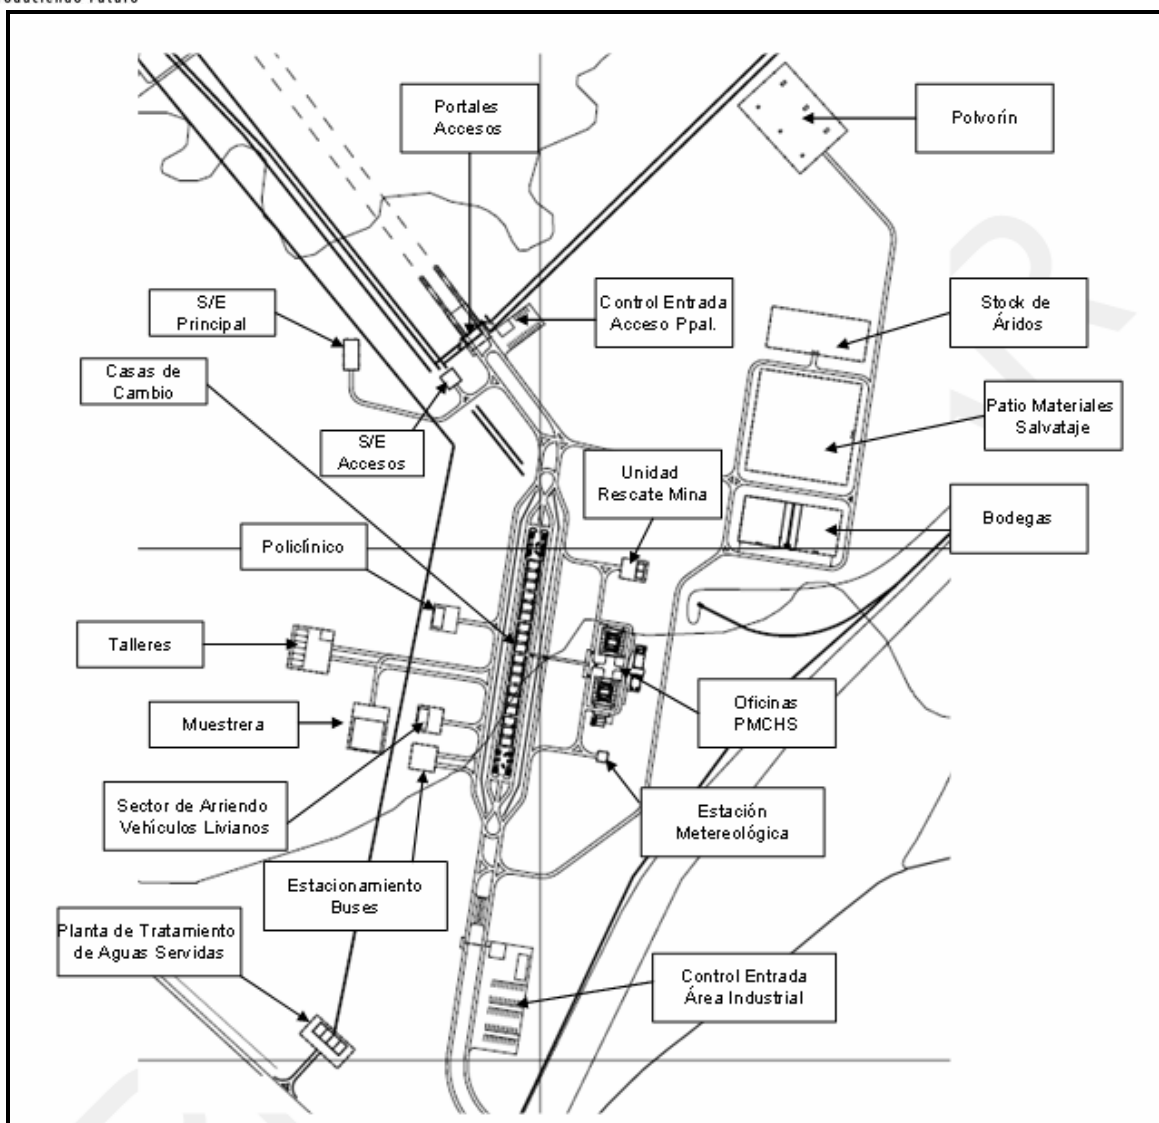 Portales
Accesos
Polvorín
S/E
Principal
Control Entrada
Acceso Ppal.
Stock de
Áridos
Casas de
Cambio
Patio Materiales
Salvataje
S/E
Accesos
Unidad
Rescate Mina
Bodegas
Policlínico
Talleres
Muestrera
Oficinas
PMCHS
Sector de Arriendo
Vehículos Livianos
Estación
Metereológica
Estacionamiento
Buses
Planta de Tratamiento
de Aguas Servidas
Control Entrada
Área Industrial